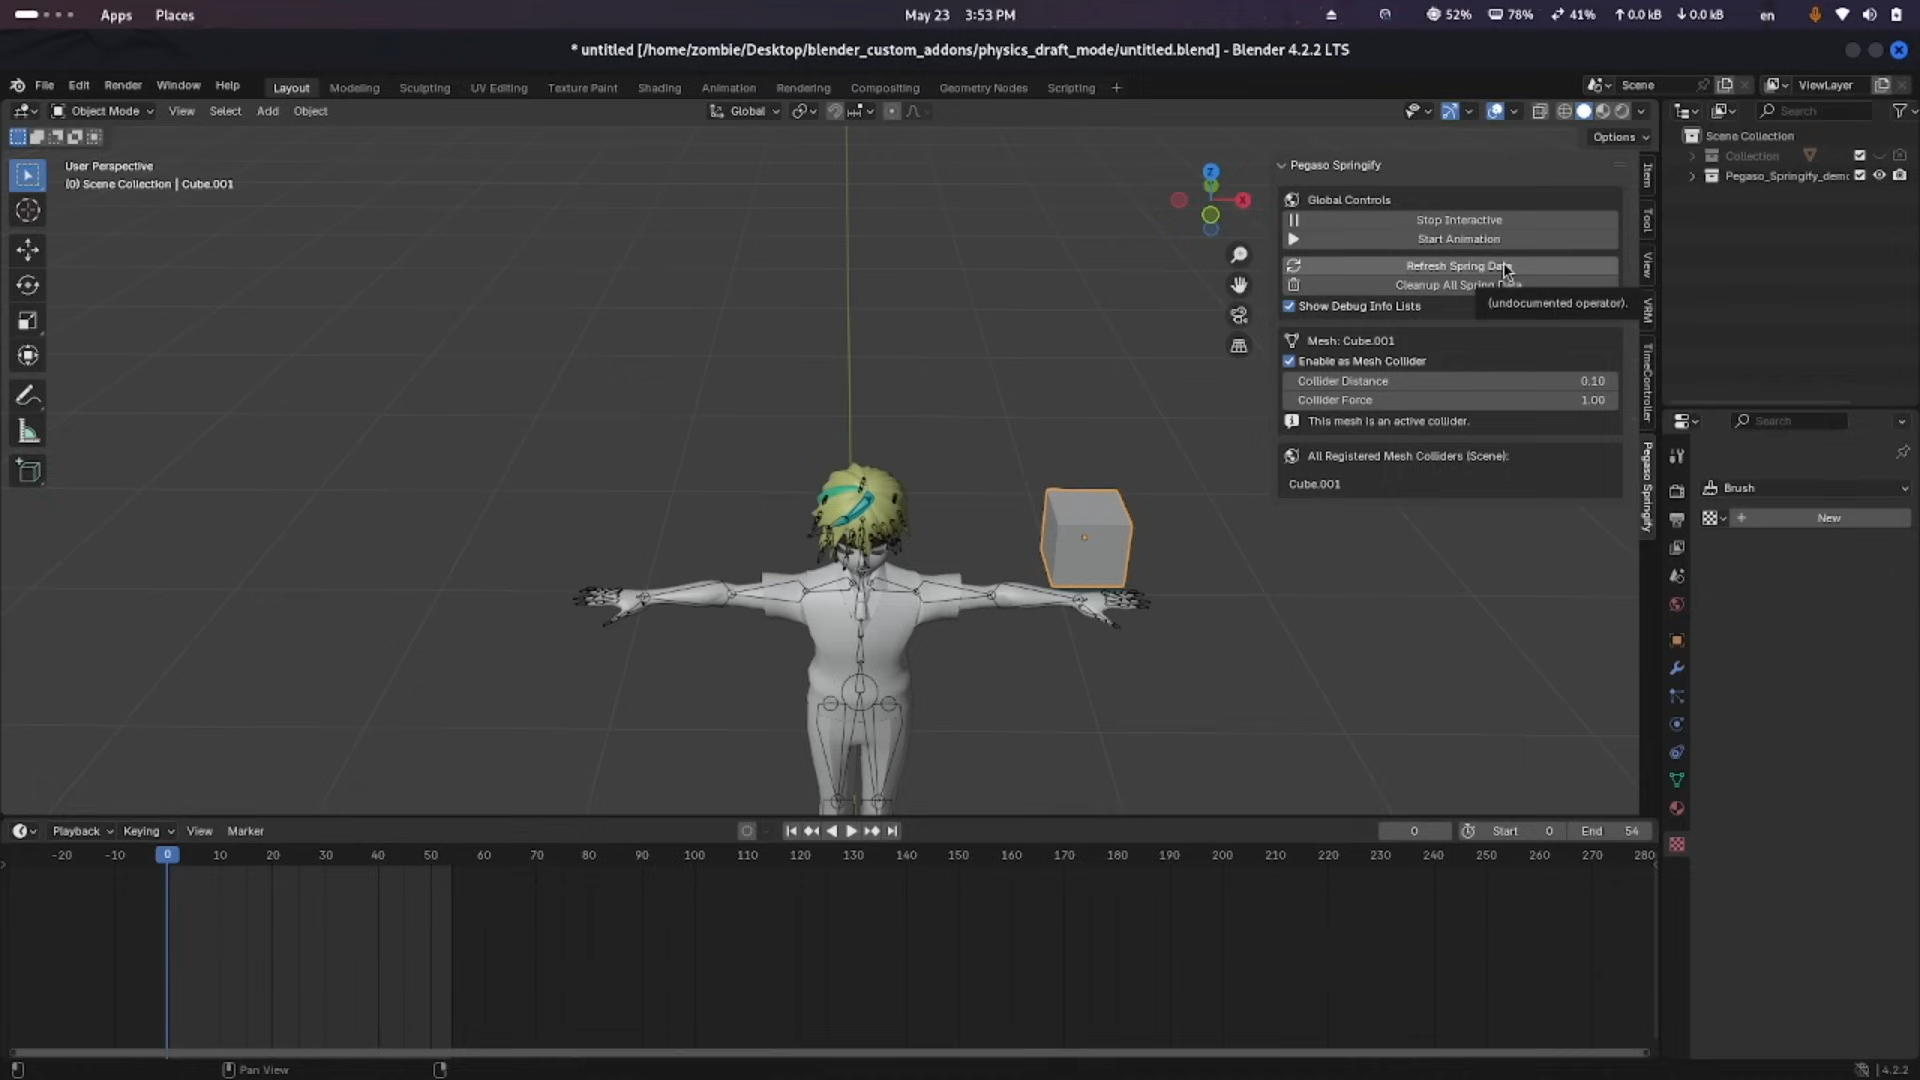 Apps Places May 23 3:53 PM 52% 78% 41% 0.0 kB 0.0 kB en
* untitled [/home/zombie/Desktop/blender_custom_addons/physics_draft_mode/untitled.blend] - Blender 4.2.2 LTS
File Edit Render Window Help Layout Modeling Sculpting UV Editing Texture Paint Shading Animation Rendering Compositing Geometry Nodes Scripting + Scene ViewLayer
Object Mode View Select Add Object Global Search
Options
User Perspective
(0) Scene Collection | Cube.001
Z
X
Pegaso Springify
Global Controls
Stop Interactive
Start Animation
Refresh Spring Data
Cleanup All Spring Data
(undocumented operator).
Show Debug Info Lists
Mesh: Cube.001
Enable as Mesh Collider
Collider Distance 0.10
Collider Force 1.00
This mesh is an active collider.
All Registered Mesh Colliders (Scene):
Cube.001
Item
Tool
View
VRM
TimeController
Pegaso Springify
Scene Collection
Collection
Pegaso_Springify_demo
Search
Brush
New
Playback Keying View Marker 0 Start 0 End 54
-20 -10 0 10 20 30 40 50 60 70 80 90 100 110 120 130 140 150 160 170 180 190 200 210 220 230 240 250 260 270 280
Pan View 4.2.2